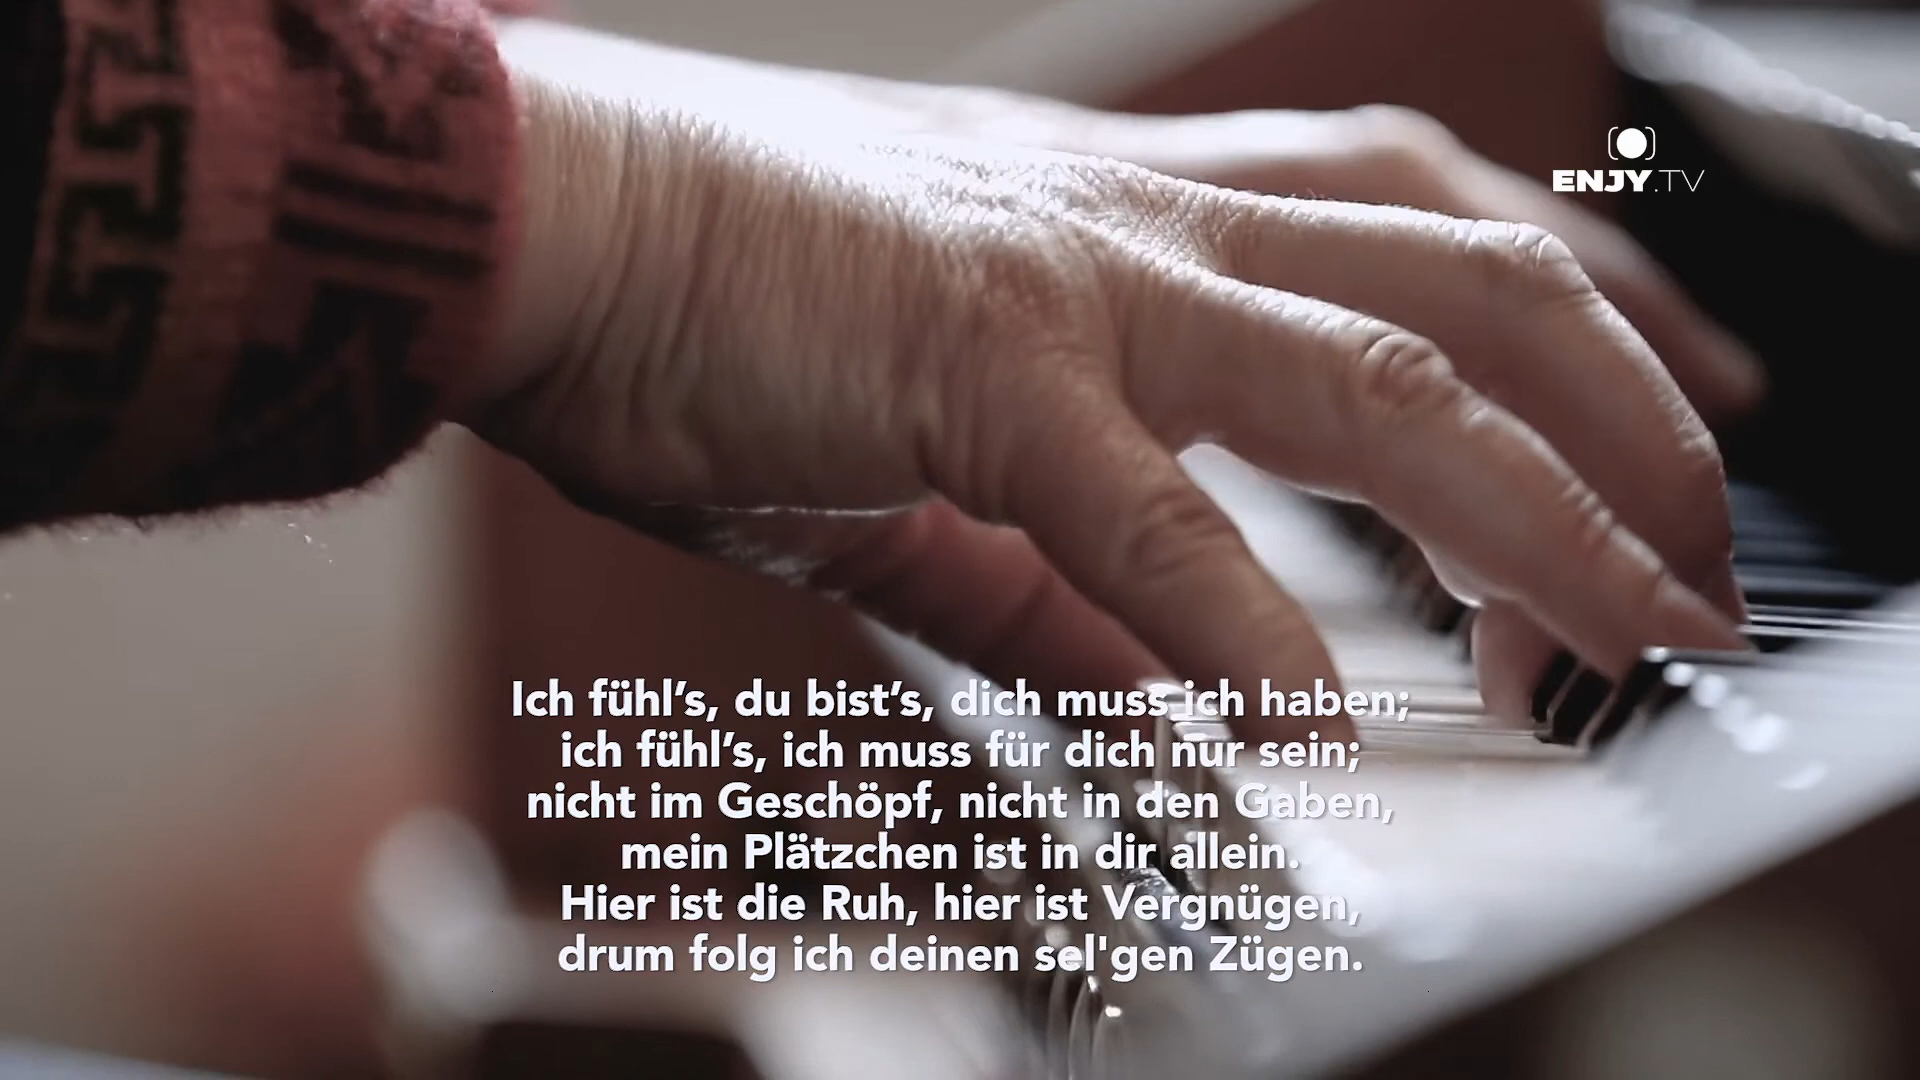 ENJY.TV
Ich fühl’s, du bist’s, dich muss ich haben;
ich fühl’s, ich muss für dich nur sein;
nicht im Geschöpf, nicht in den Gaben,
mein Plätzchen ist in dir allein.
Hier ist die Ruh, hier ist Vergnügen,
drum folg ich deinen sel'gen Zügen.